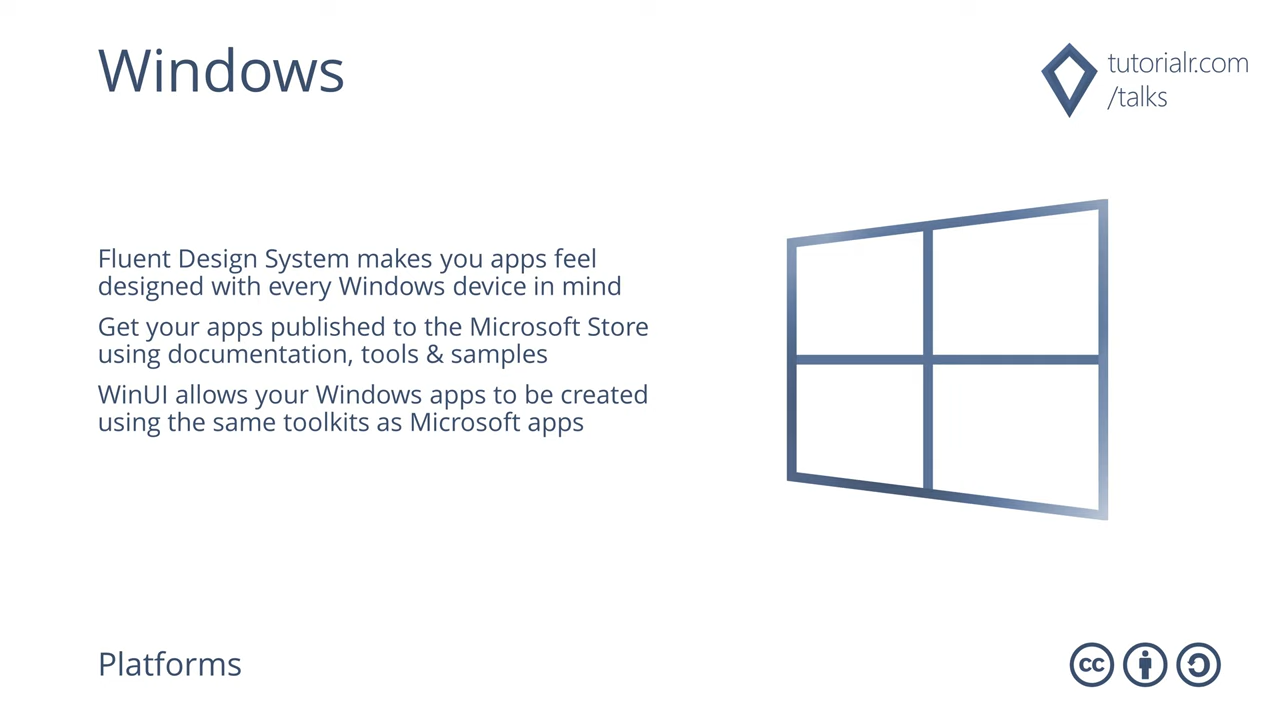 Windows
tutorialr.com
/talks
Fluent Design System makes you apps feel
designed with every Windows device in mind
Get your apps published to the Microsoft Store
using documentation, tools & samples
WinUI allows your Windows apps to be created
using the same toolkits as Microsoft apps
Platforms
cc